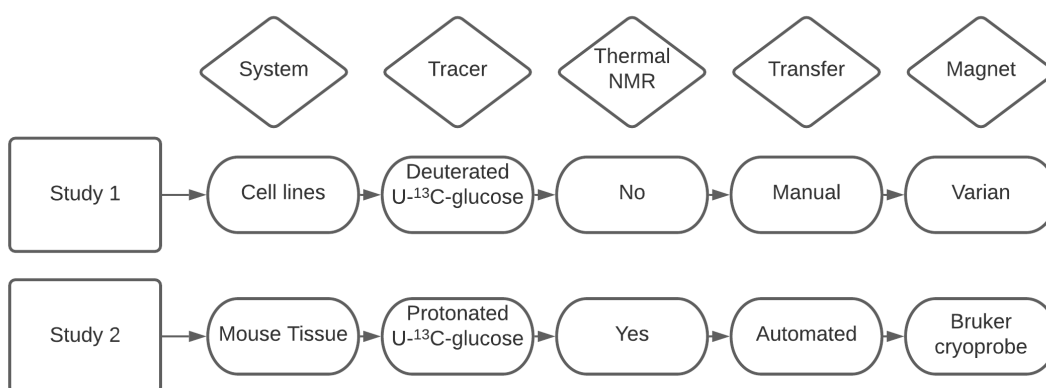 System
Tracer
Thermal
NMR
Transfer
Magnet
Study 1
Cell lines
Deuterated
U-¹³C-glucose
No
Manual
Varian
Study 2
Mouse Tissue
Protonated
U-¹³C-glucose
Yes
Automated
Bruker
cryoprobe